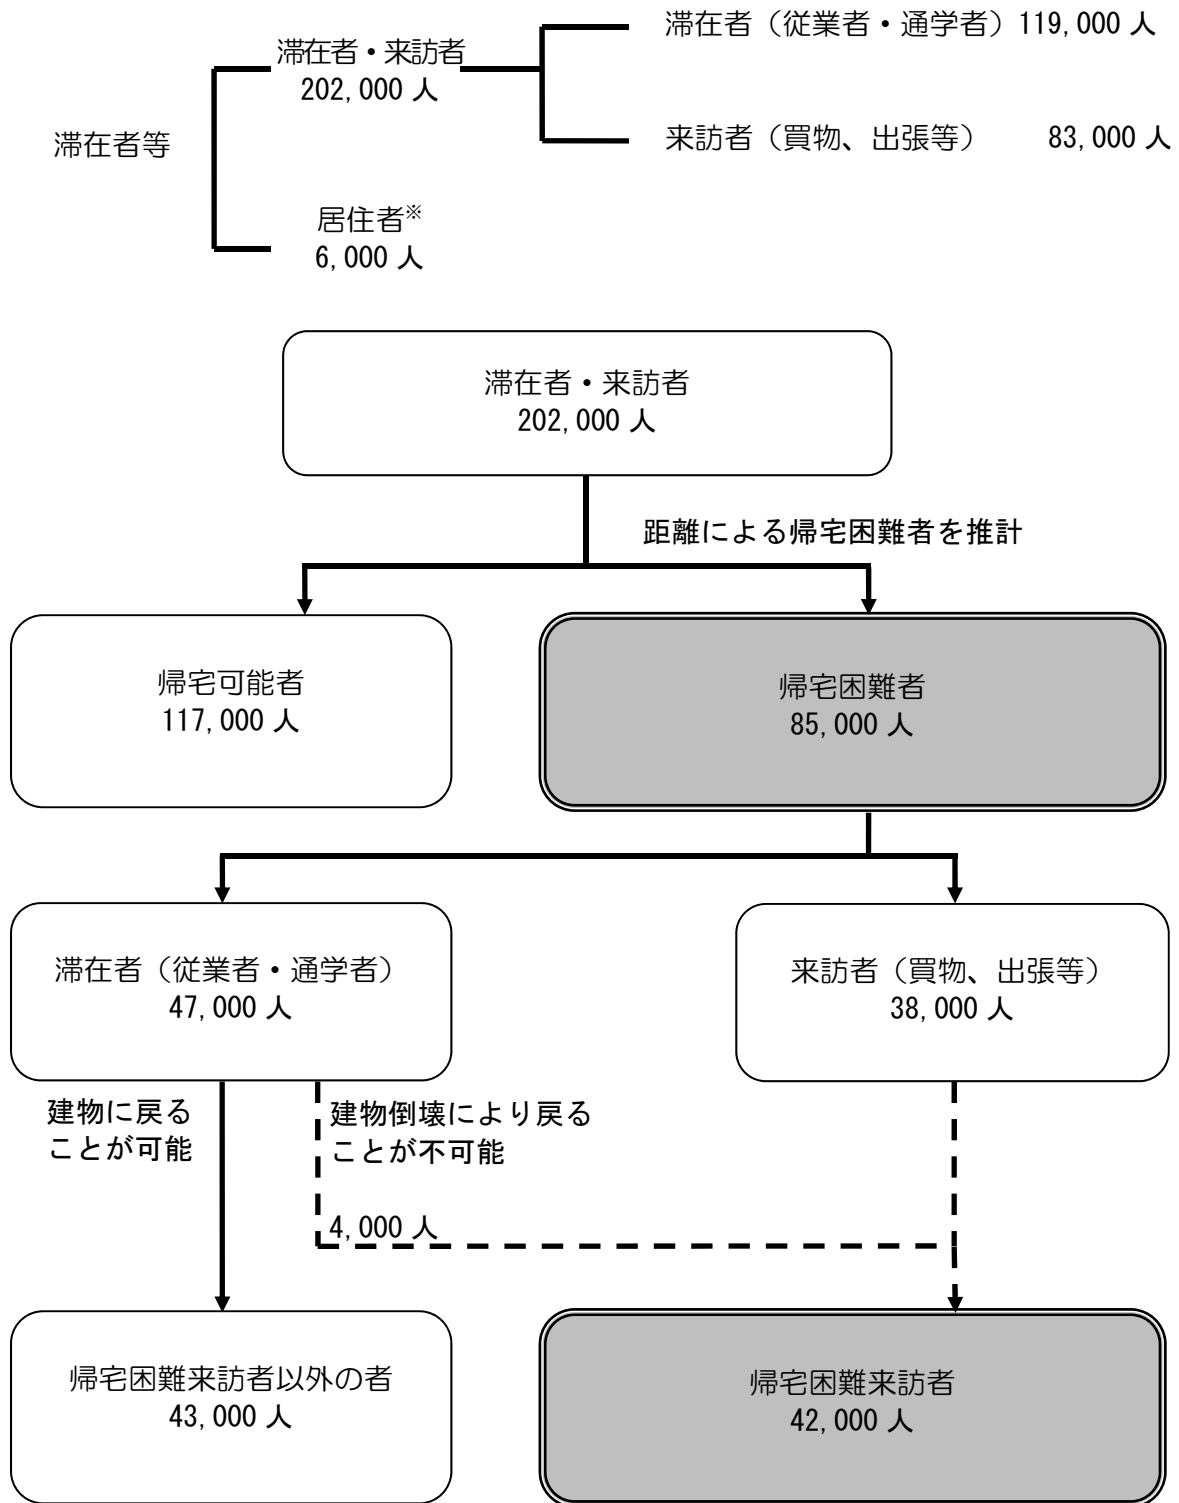 滞在者(従業者・通学者)119,000 人
滞在者・来訪者
202,000 人
滞在者等
来訪者(買物、出張等) 83,000 人
居住者※
6,000 人
滞在者・来訪者
202,000 人
距離による帰宅困難者を推計
帰宅可能者
117,000 人
帰宅困難者
85,000 人
滞在者(従業者・通学者)
47,000 人
来訪者(買物、出張等)
38,000 人
建物に戻る
ことが可能
建物倒壊により戻る
ことが不可能
4,000 人
帰宅困難来訪者以外の者
43,000 人
帰宅困難来訪者
42,000 人